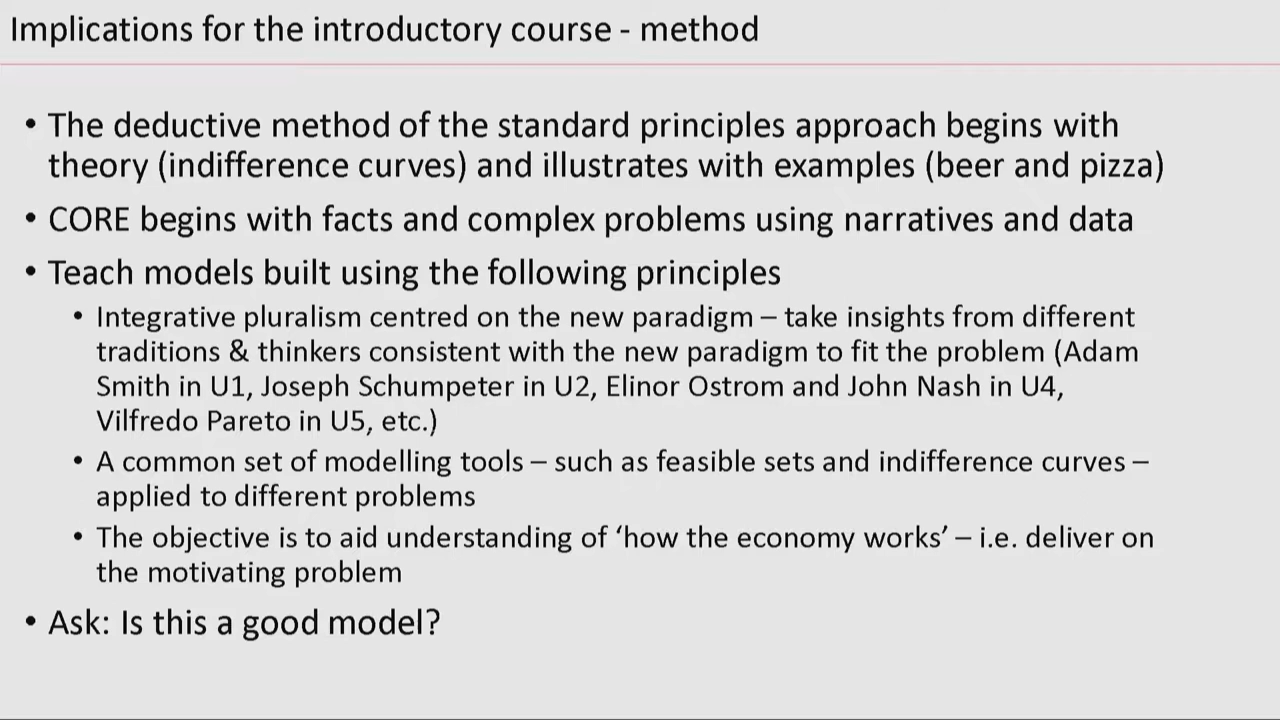 Implications for the introductory course - method
• The deductive method of the standard principles approach begins with
theory (indifference curves) and illustrates with examples (beer and pizza)
• CORE begins with facts and complex problems using narratives and data
• Teach models built using the following principles
• Integrative pluralism centred on the new paradigm – take insights from different
traditions & thinkers consistent with the new paradigm to fit the problem (Adam
Smith in U1, Joseph Schumpeter in U2, Elinor Ostrom and John Nash in U4,
Vilfredo Pareto in U5, etc.)
• A common set of modelling tools – such as feasible sets and indifference curves –
applied to different problems
• The objective is to aid understanding of ‘how the economy works’ – i.e. deliver on
the motivating problem
• Ask: Is this a good model?